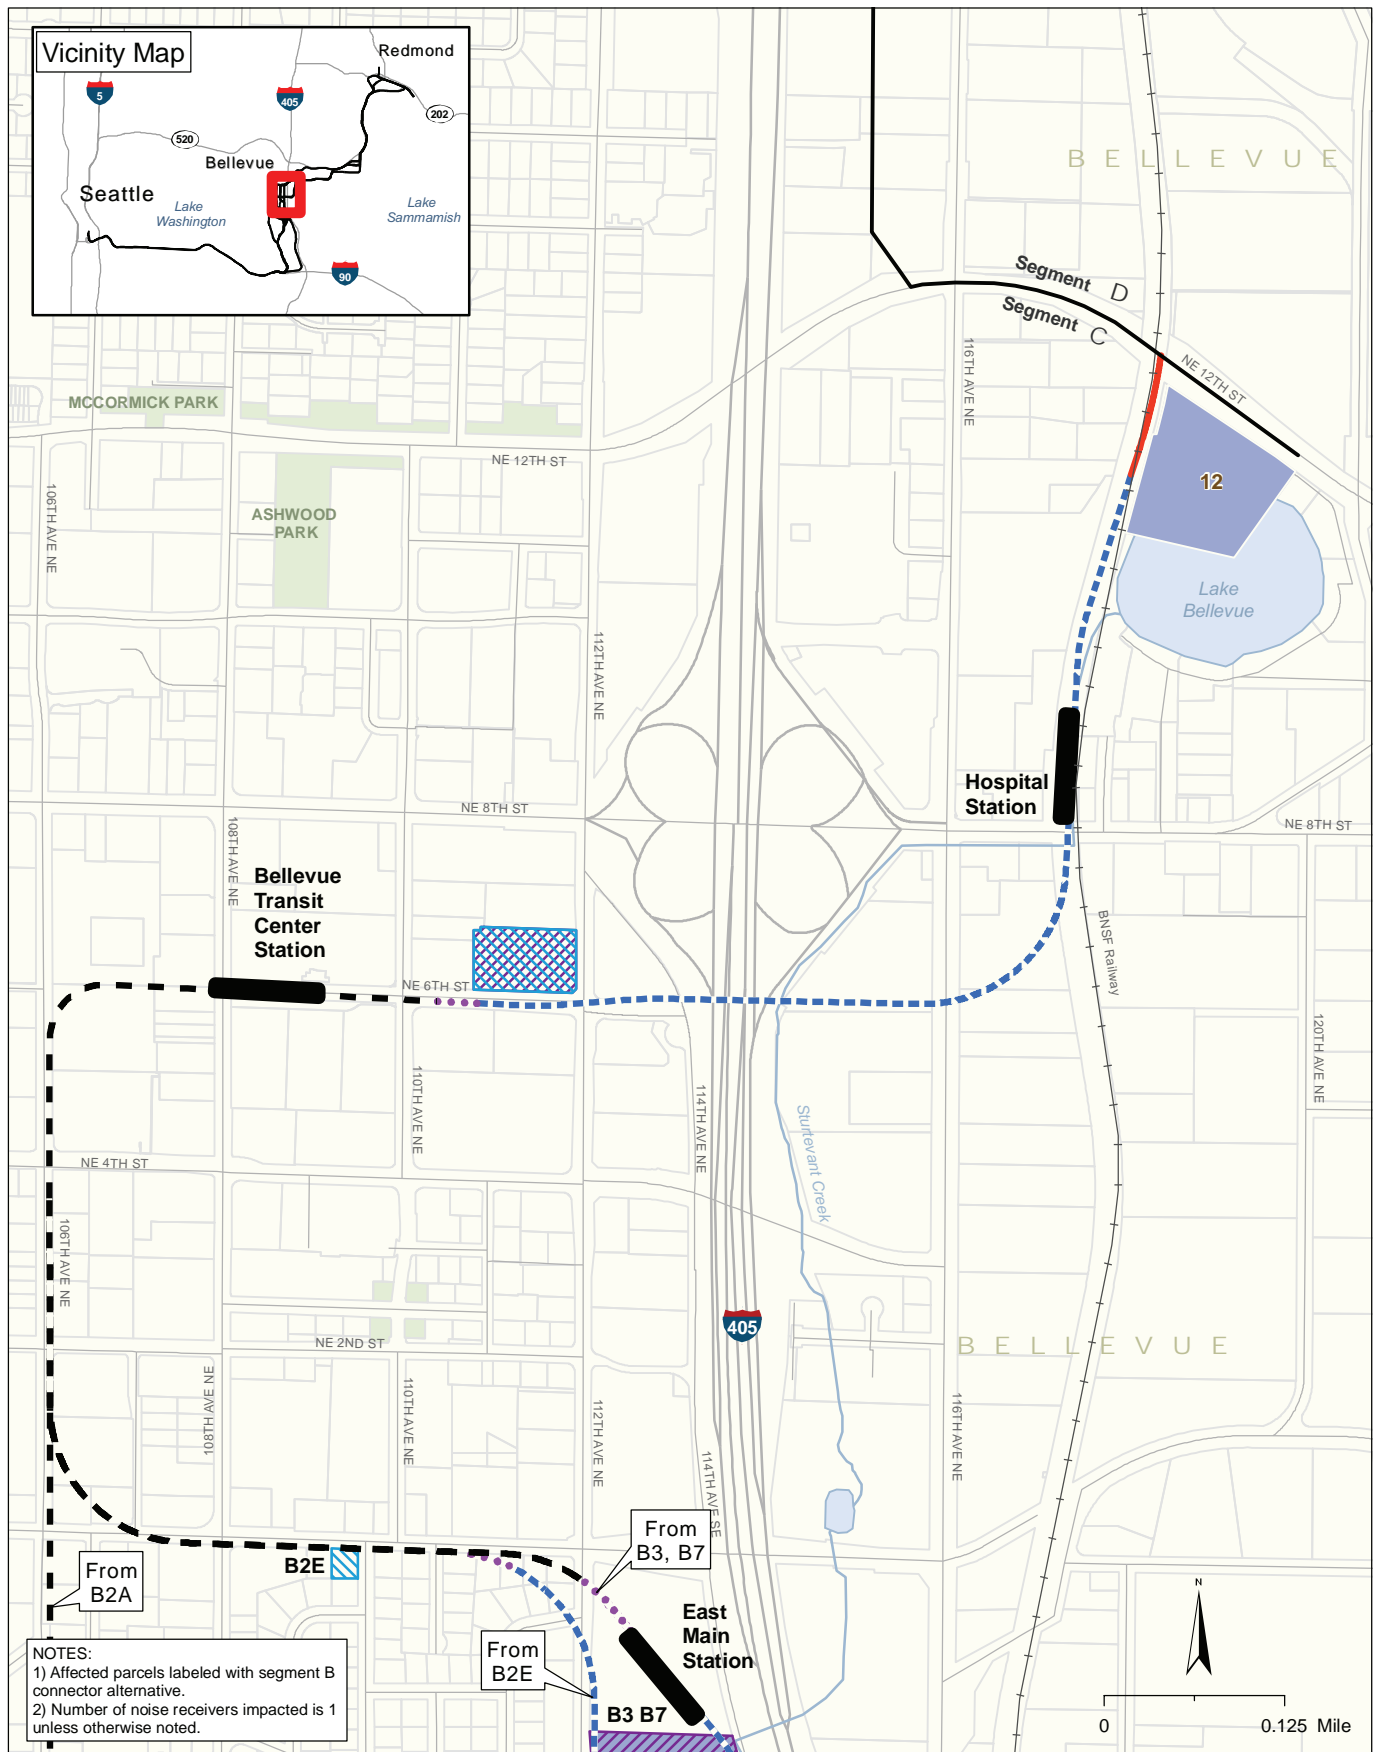 Vicinity Map
Redmond
5
405
202
520
Bellevue
Seattle
Lake
Washington
Lake
Sammamish
90
BELLEVUE
Segment D
Segment C
116TH AVE NE
NE 12TH ST
MCCORMICK PARK
NE 12TH ST
106TH AVE NE
ASHWOOD
PARK
12
Lake
Bellevue
112TH AVE NE
Hospital
Station
NE 8TH ST
NE 8TH ST
108TH AVE NE
Bellevue
Transit
Center
Station
BNSF Railway
NE 6TH ST
120TH AVE NE
110TH AVE NE
114TH AVE NE
Sturtevant Creek
NE 4TH ST
106TH AVE NE
405
NE 2ND ST
BELLEVUE
108TH AVE NE
110TH AVE NE
112TH AVE NE
116TH AVE NE
114TH AVE SE
From
B3, B7
B2E
From
B2A
East
Main
Station
From
B2E
B3 B7
NOTES:
1) Affected parcels labeled with segment B
connector alternative.
2) Number of noise receivers impacted is 1
unless otherwise noted.
N
0 0.125 Mile